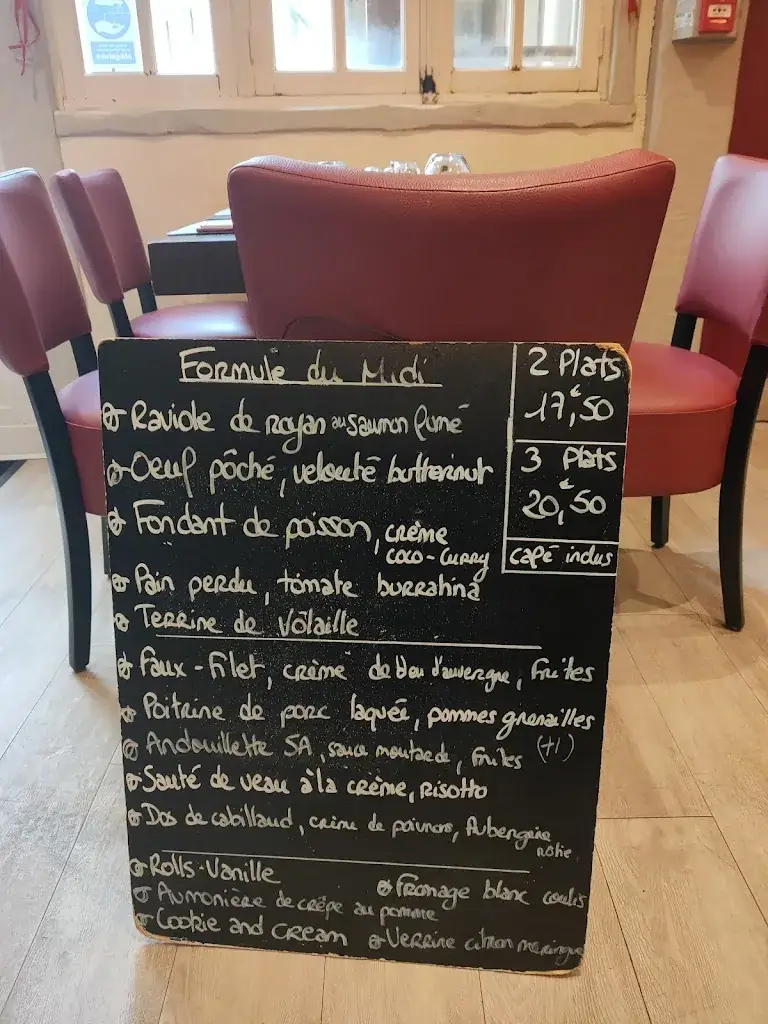 Formule du Midi
2 Plats
17,50€
3 Plats
20,50€
café inclus
Raviole de royan au saumon fumé
Oeuf pôché, velouté butternut
Fondant de poisson, crème
coco-curry
Pain perdu, tomate burratina
Terrine de volaille
Faux-Filet, crème de bleu d'auvergne, frites
Poitrine de porc laquée, pommes grenailles
Andouillette 5A, sauce moutarde, frites (+1)
Sauté de veau à la crème, risotto
Dos de cabillaud, crème de poivrons, Aubergine
rôtie
Rolls-Vanille
Fromage blanc coulis
Aumonière de crêpe au pomme
Cookie and cream
Verrine citron meringue